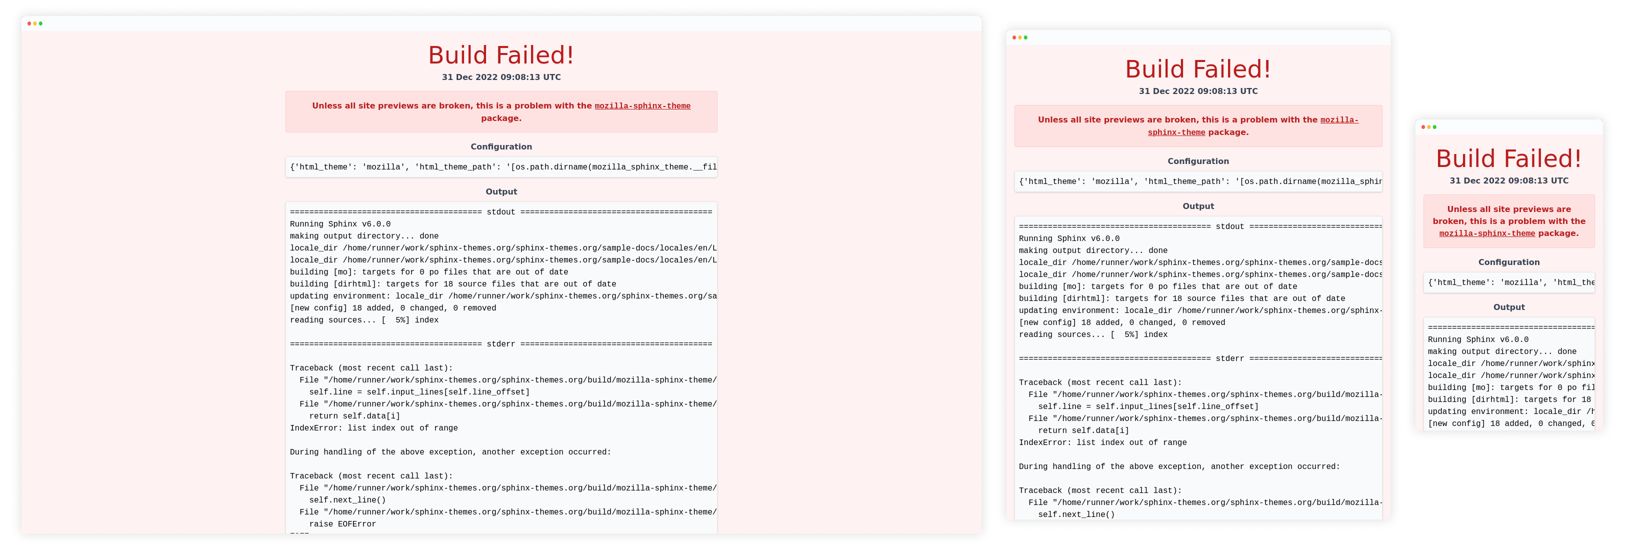 Build Failed!
31 Dec 2022 09:08:13 UTC
Unless all site previews are broken, this is a problem with the mozilla-sphinx-theme
package.
Configuration
{'html_theme': 'mozilla', 'html_theme_path': '[os.path.dirname(mozilla_sphinx_theme.__fil
Output
======================================== stdout ========================================
Running Sphinx v6.0.0
making output directory... done
locale_dir /home/runner/work/sphinx-themes.org/sphinx-themes.org/sample-docs/locales/en/L
locale_dir /home/runner/work/sphinx-themes.org/sphinx-themes.org/sample-docs/locales/en/L
building [mo]: targets for 0 po files that are out of date
building [dirhtml]: targets for 18 source files that are out of date
updating environment: locale_dir /home/runner/work/sphinx-themes.org/sphinx-themes.org/sa
[new config] 18 added, 0 changed, 0 removed
reading sources... [  5%] index
======================================== stderr ========================================
Traceback (most recent call last):
  File "/home/runner/work/sphinx-themes.org/sphinx-themes.org/build/mozilla-sphinx-theme/
    self.line = self.input_lines[self.line_offset]
  File "/home/runner/work/sphinx-themes.org/sphinx-themes.org/build/mozilla-sphinx-theme/
    return self.data[i]
IndexError: list index out of range
During handling of the above exception, another exception occurred:
Traceback (most recent call last):
  File "/home/runner/work/sphinx-themes.org/sphinx-themes.org/build/mozilla-sphinx-theme/
    self.next_line()
  File "/home/runner/work/sphinx-themes.org/sphinx-themes.org/build/mozilla-sphinx-theme/
    raise EOFError
Build Failed!
31 Dec 2022 09:08:13 UTC
Unless all site previews are broken, this is a problem with the mozilla-
sphinx-theme package.
Configuration
{'html_theme': 'mozilla', 'html_theme_path': '[os.path.dirname(mozilla_sphin
Output
======================================== stdout ===========================
Running Sphinx v6.0.0
making output directory... done
locale_dir /home/runner/work/sphinx-themes.org/sphinx-themes.org/sample-docs
locale_dir /home/runner/work/sphinx-themes.org/sphinx-themes.org/sample-docs
building [mo]: targets for 0 po files that are out of date
building [dirhtml]: targets for 18 source files that are out of date
updating environment: locale_dir /home/runner/work/sphinx-themes.org/sphinx-
[new config] 18 added, 0 changed, 0 removed
reading sources... [  5%] index
======================================== stderr ===========================
Traceback (most recent call last):
  File "/home/runner/work/sphinx-themes.org/sphinx-themes.org/build/mozilla-
    self.line = self.input_lines[self.line_offset]
  File "/home/runner/work/sphinx-themes.org/sphinx-themes.org/build/mozilla-
    return self.data[i]
IndexError: list index out of range
During handling of the above exception, another exception occurred:
Traceback (most recent call last):
  File "/home/runner/work/sphinx-themes.org/sphinx-themes.org/build/mozilla-
    self.next_line()
Build Failed!
31 Dec 2022 09:08:13 UTC
Unless all site previews are
broken, this is a problem with the
mozilla-sphinx-theme package.
Configuration
{'html_theme': 'mozilla', 'html_the
Output
===================================
Running Sphinx v6.0.0
making output directory... done
locale_dir /home/runner/work/sphinx
locale_dir /home/runner/work/sphinx
building [mo]: targets for 0 po fil
building [dirhtml]: targets for 18
updating environment: locale_dir /h
[new config] 18 added, 0 changed, 0